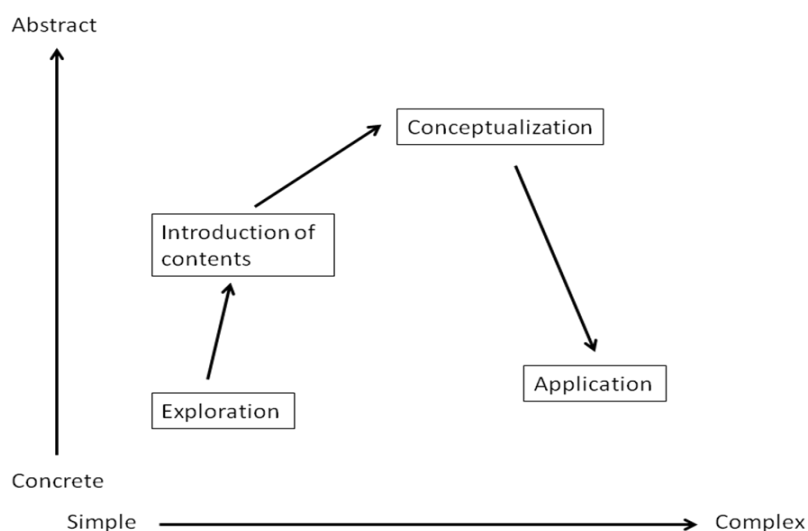 Abstract
Conceptualization
Introduction of
contents
Application
Exploration
Concrete
Simple
Complex